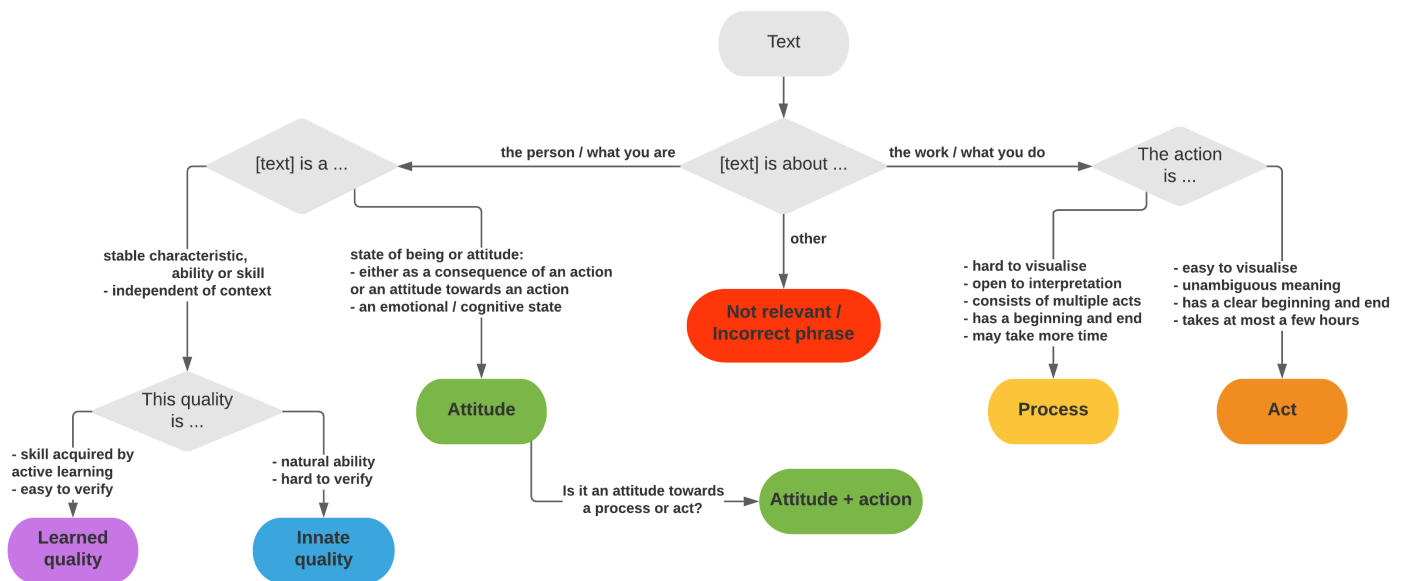 Text
[text] is a ...
the person / what you are
[text] is about ...
the work / what you do
The action
is ...
other
stable characteristic,
ability or skill
- independent of context
state of being or attitude:
- either as a consequence of an action
or an attitude towards an action
- an emotional / cognitive state
Not relevant /
Incorrect phrase
- hard to visualise
- open to interpretation
- consists of multiple acts
- has a beginning and end
- may take more time
- easy to visualise
- unambiguous meaning
- has a clear beginning and end
- takes at most a few hours
This quality
is ...
Attitude
Process
Act
- skill acquired by
active learning
- easy to verify
- natural ability
- hard to verify
Is it an attitude towards
a process or act?
Attitude + action
Learned
quality
Innate
quality